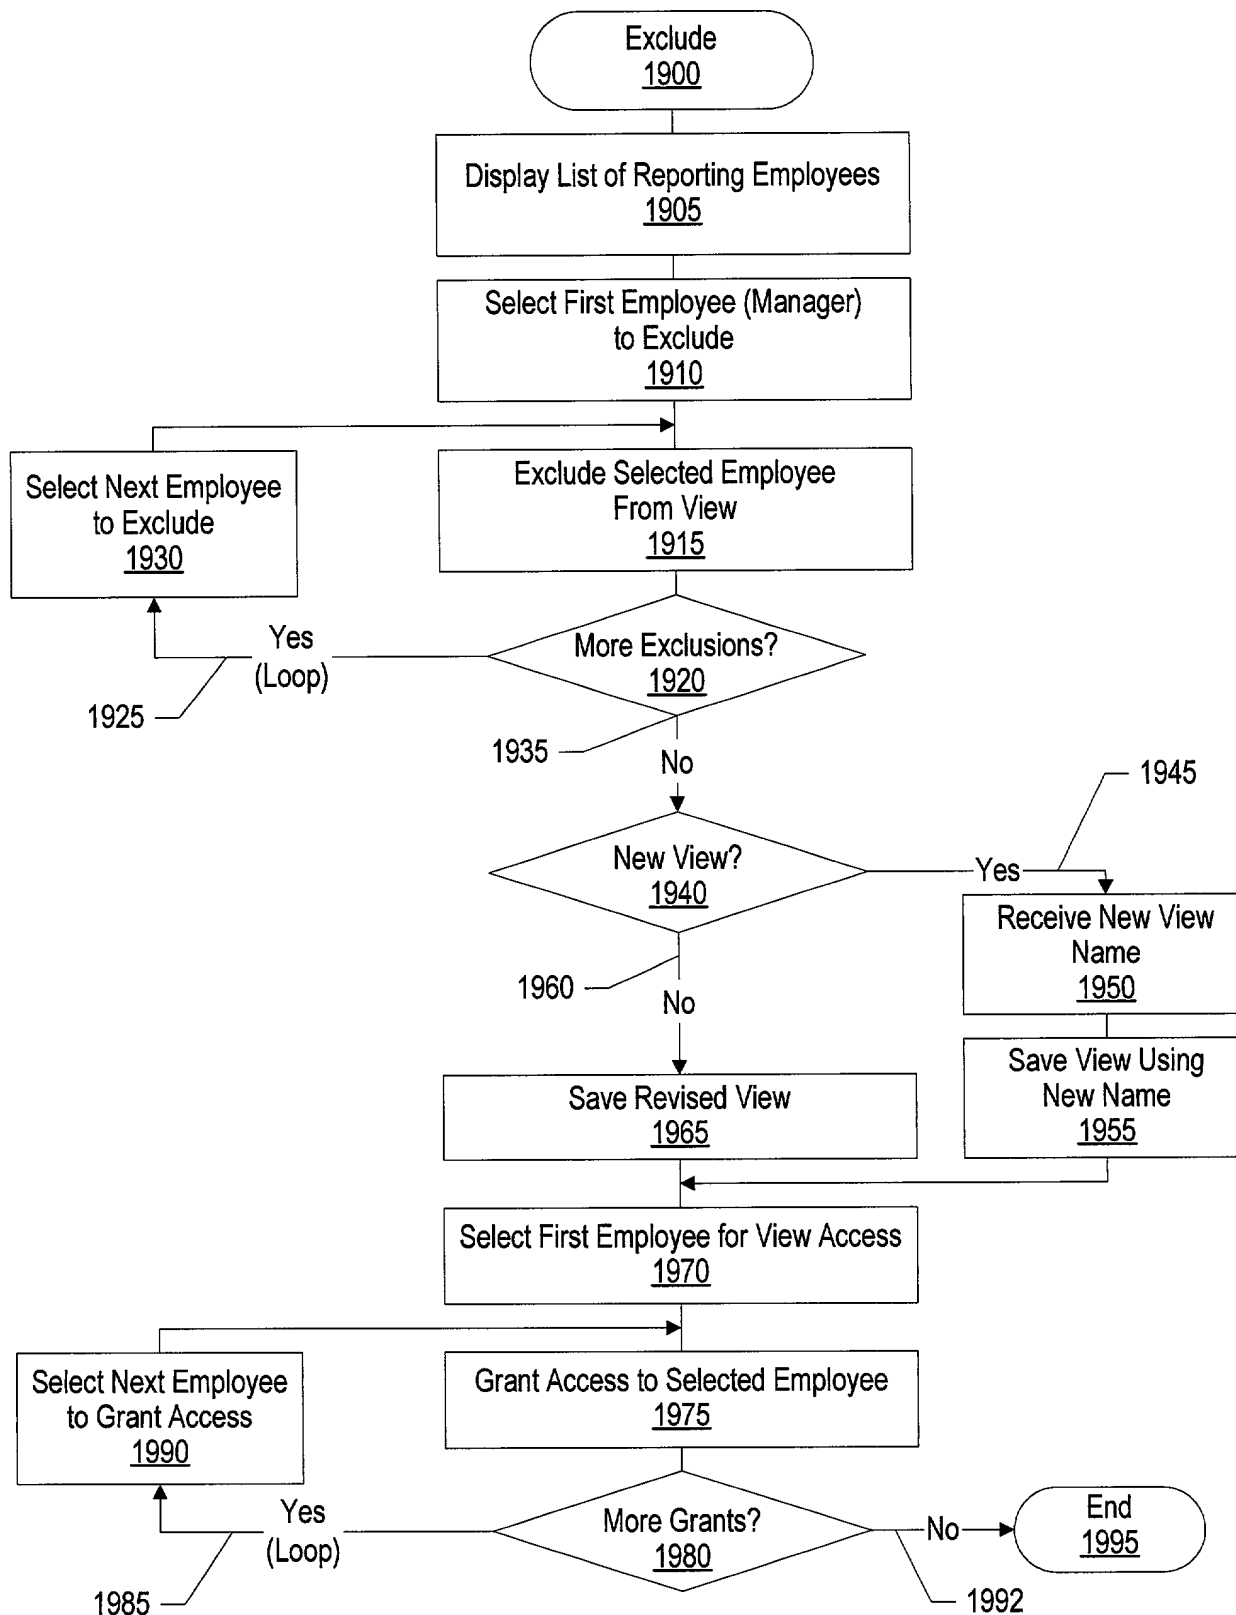 Exclude
1900
Display List of Reporting Employees
1905
Select First Employee (Manager)
to Exclude
1910
Select Next Employee
to Exclude
1930
Exclude Selected Employee
From View
1915
Yes
(Loop)
1925
More Exclusions?
1920
1935
No
1945
New View?
1940
Yes
Receive New View
Name
1950
1960
No
Save View Using
New Name
1955
Save Revised View
1965
Select First Employee for View Access
1970
Select Next Employee
to Grant Access
1990
Grant Access to Selected Employee
1975
Yes
(Loop)
1985
More Grants?
1980
No
1992
End
1995